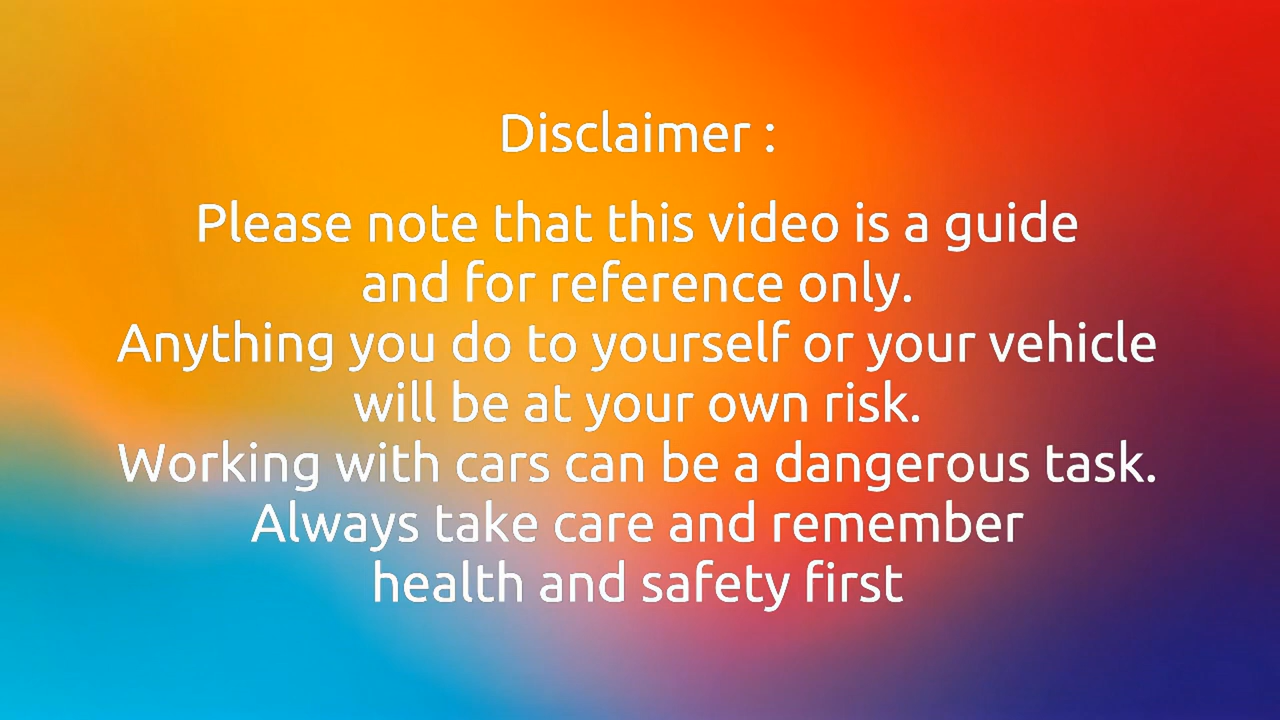 Disclaimer :
Please note that this video is a guide
and for reference only.
Anything you do to yourself or your vehicle
will be at your own risk.
Working with cars can be a dangerous task.
Always take care and remember
health and safety first